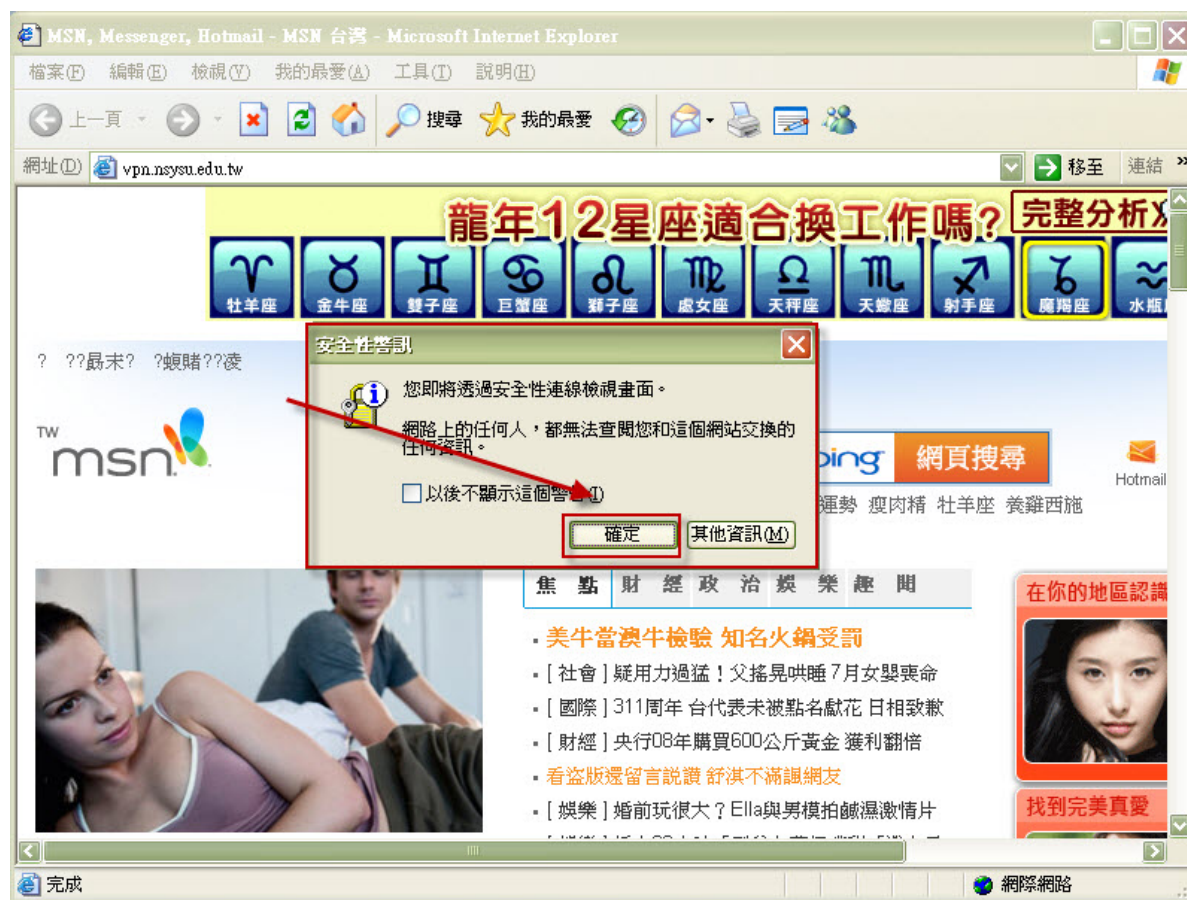 MSN, Messenger, Hotmail - MSN 台灣 - Microsoft Internet Explorer
檔案(F) 編輯(E) 檢視(V) 我的最愛(A) 工具(T) 說明(H)
上一頁 搜尋 我的最愛
網址(D) vpn.nsysu.edu.tw 移至 連結 »
龍年12星座適合換工作嗎? 完整分析
牡羊座 金牛座 雙子座 巨蟹座 獅子座 處女座 天秤座 天蠍座 射手座 魔羯座 水瓶
? ??勗末? ?蝘賭??凌
安全性警訊
您即將透過安全性連線檢視畫面。
網路上的任何人，都無法查閱您和這個網站交換的
任何資訊。
以後不顯示這個警告(I)
確定 其他資訊(M)
TW
msn
bing 網頁搜尋
Hotmail
運勢 瘦肉精 牡羊座 養雞西施
焦點 財經 政治 娛樂 趣聞
美牛當澳牛檢驗 知名火鍋受罰
[ 社會 ] 疑用力過猛！父搖晃哄睡 7月女嬰喪命
[ 國際 ] 311周年 台代表未被點名獻花 日相致歉
[ 財經 ] 央行08年購買600公斤黃金 獲利翻倍
看盜版還留言說讚 舒淇不滿諷網友
[ 娛樂 ] 婚前玩很大？Ella與男模拍鹹濕激情片
在你的地區認識
找到完美真愛
完成 網際網路